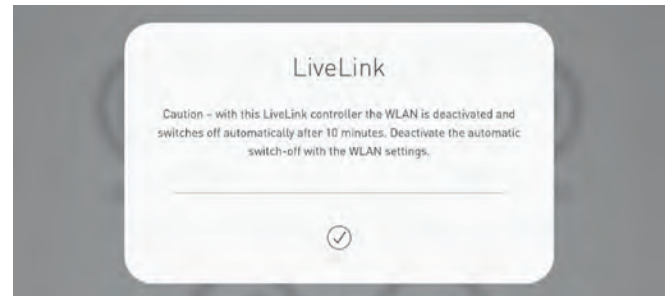 LiveLink
Caution – with this LiveLink controller the WLAN is deactivated and
switches off automatically after 10 minutes. Deactivate the automatic
switch-off with the WLAN settings.